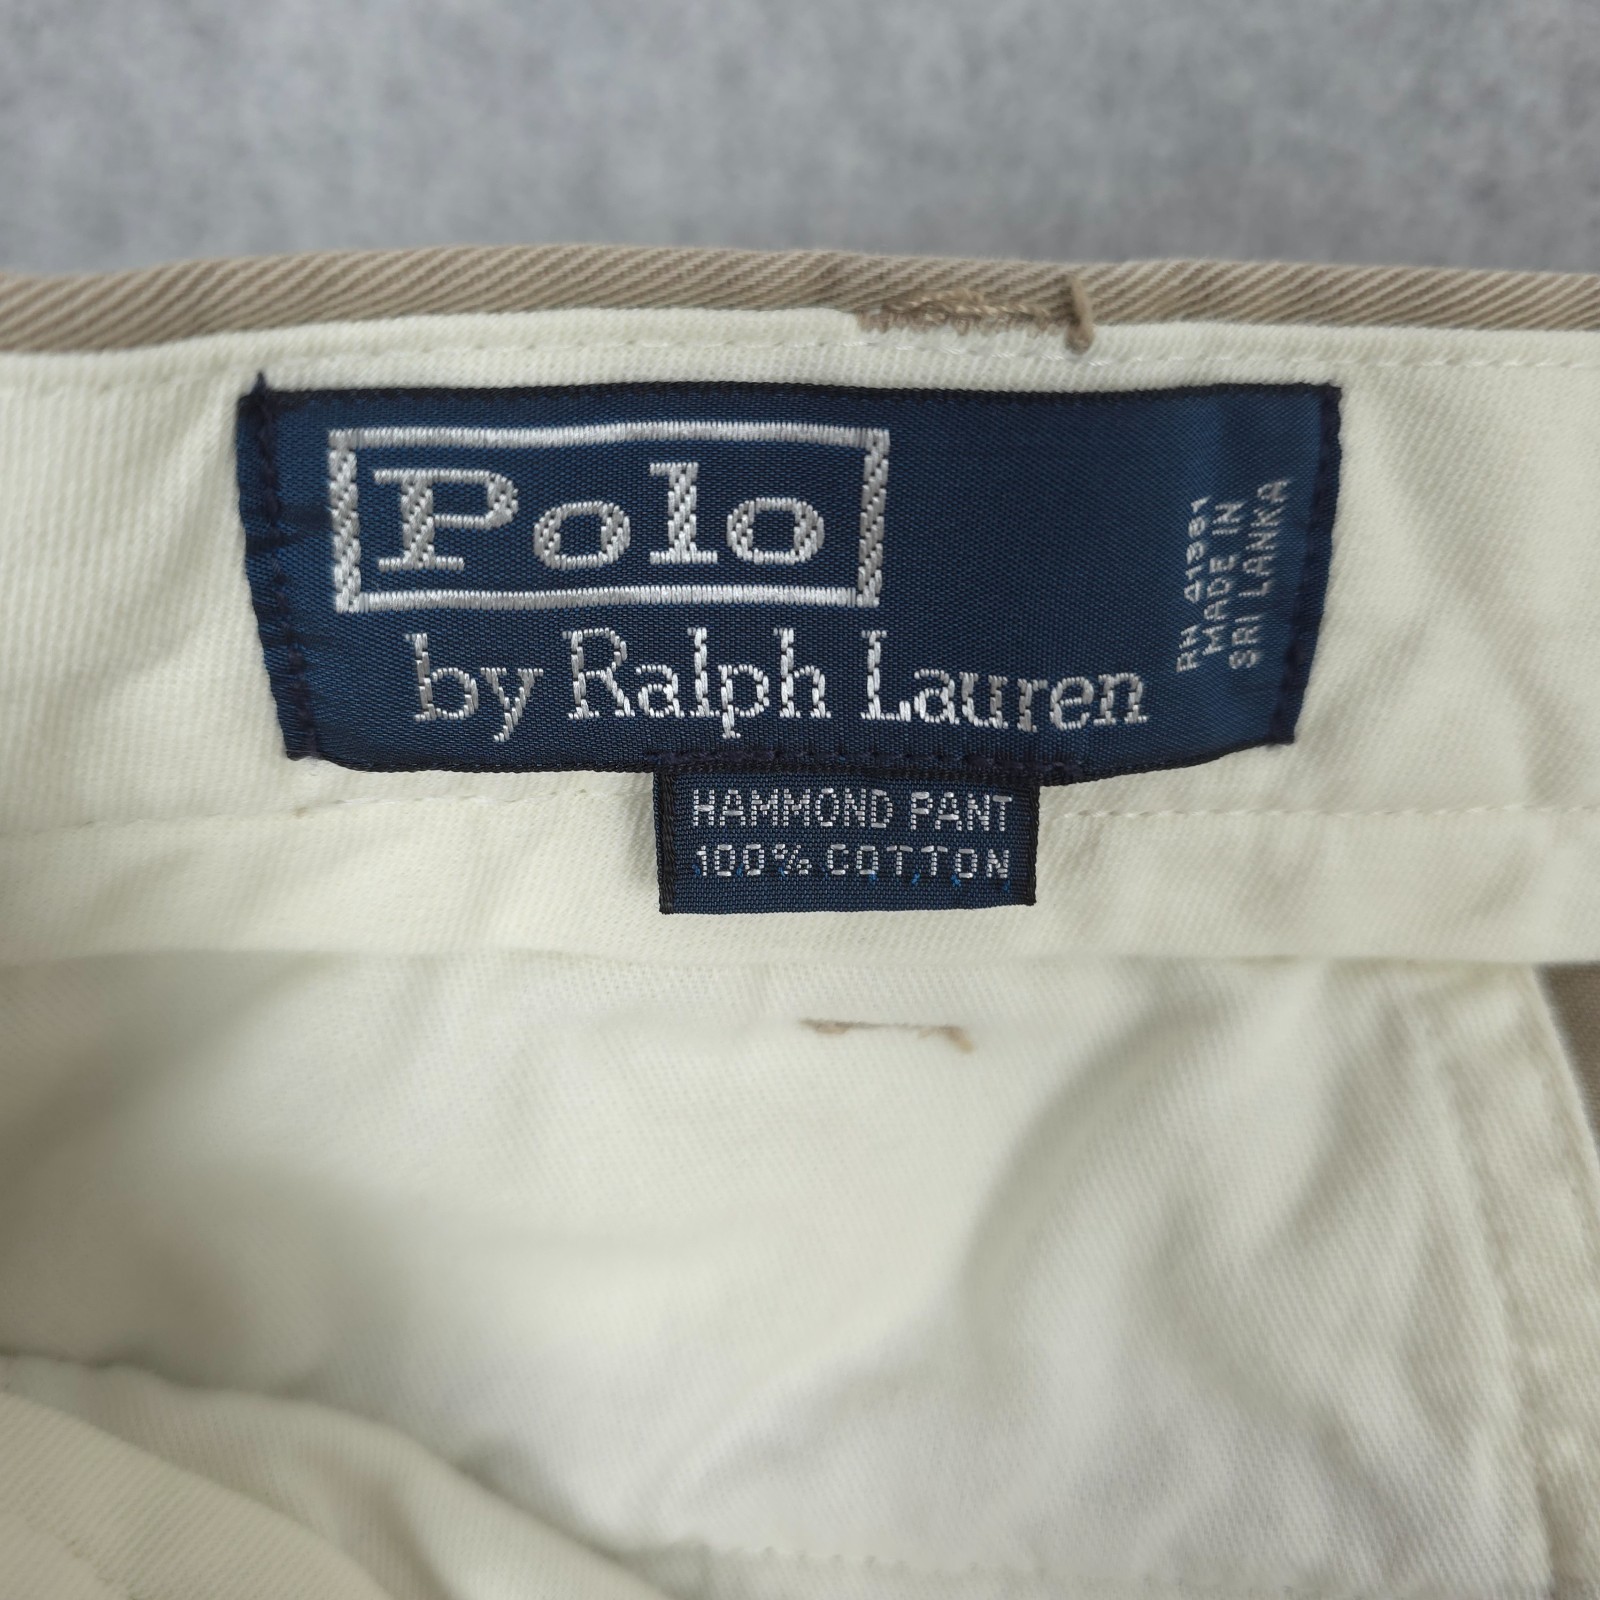 Polo
by Ralph Lauren
RN 41381
MADE IN
SRI LANKA
HAMMOND PANT
100% COTTON